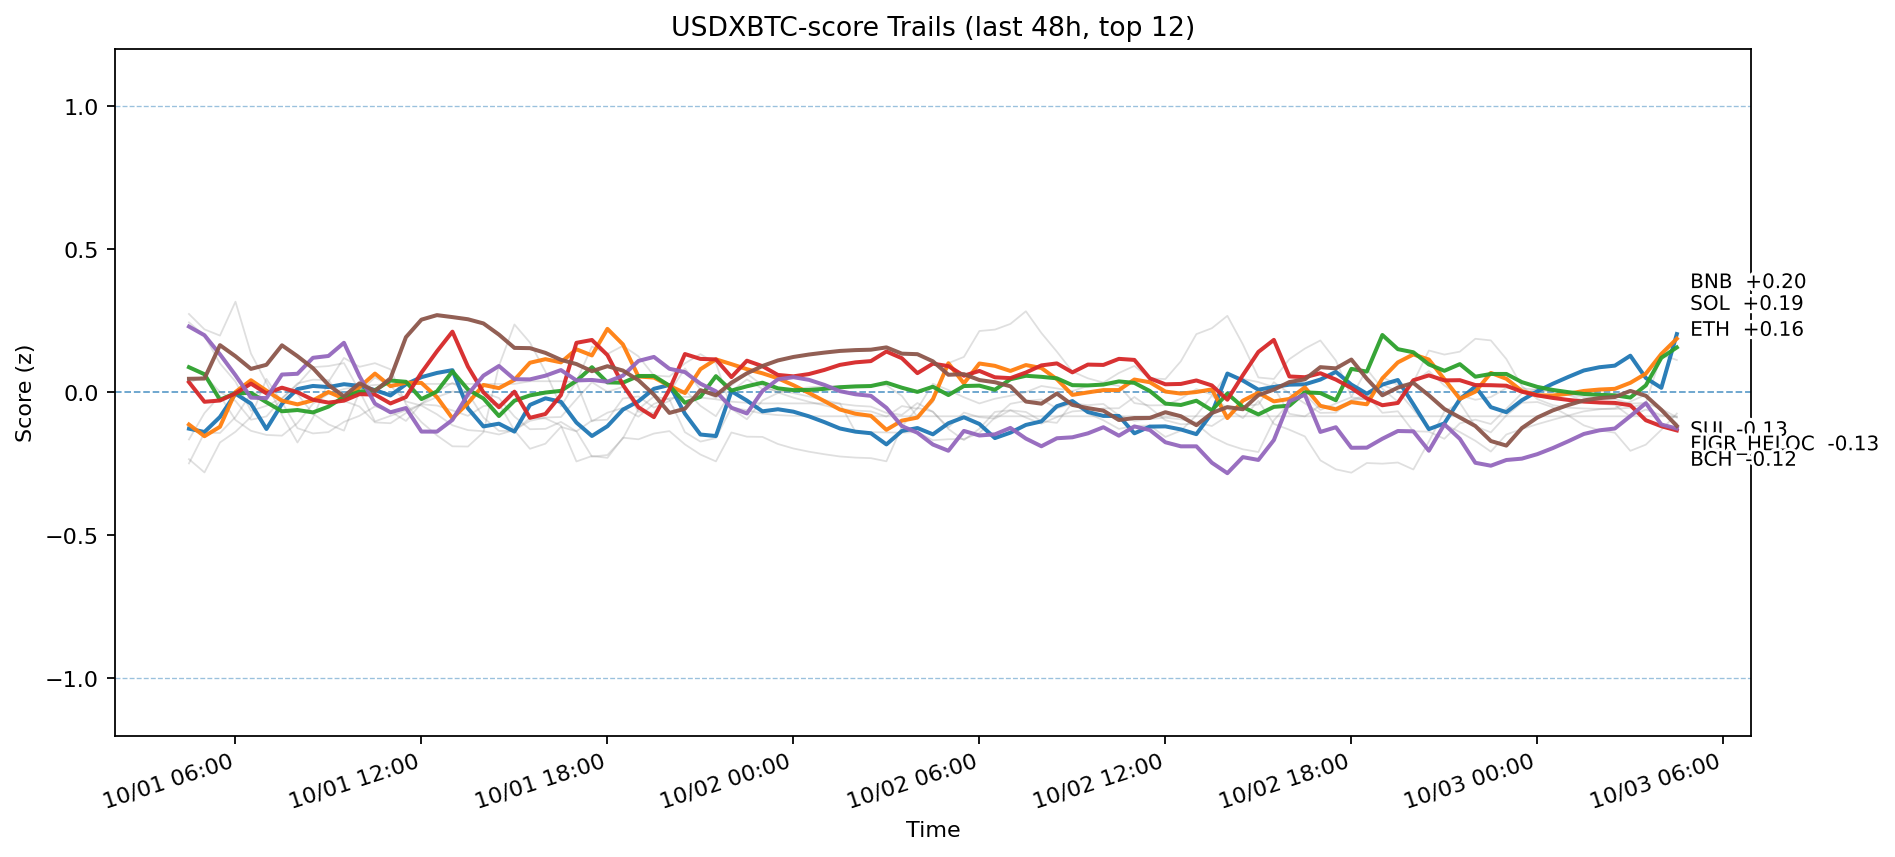 USDXBTC-score Trails (last 48h, top 12)
Score (z)
1.0
0.5
0.0
−0.5
−1.0
BNB +0.20
SOL +0.19
ETH +0.16
-0.13
FIGR_HELOC -0.13
BCH -0.12
10/01 06:00
10/01 12:00
10/01 18:00
10/02 00:00
10/02 06:00
10/02 12:00
10/02 18:00
10/03 00:00
10/03 06:00
Time